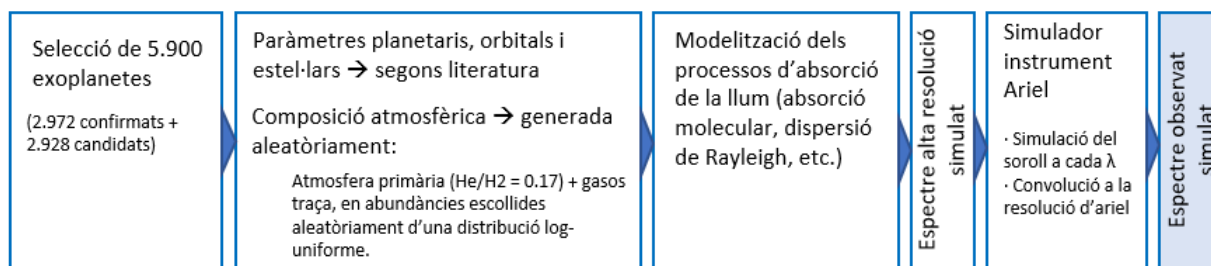 Selecció de 5.900
exoplanetes
(2.972 confirmats +
2.928 candidats)
Paràmetres planetaris, orbitals i
estel·lars → segons literatura
Composició atmosfèrica → generada
aleatòriament:
Atmosfera primària (He/H2 = 0.17) + gasos
traça, en abundàncies escollides
aleatòriament d'una distribució log-
uniforme.
Modelització dels
processos d'absorció
de la llum (absorció
molecular, dispersió
de Rayleigh, etc.)
Espectre alta resolució
simulat
Simulador
instrument
Ariel
· Simulació del
soroll a cada λ
· Convolució a la
resolució d'ariel
Espectre observat
simulat